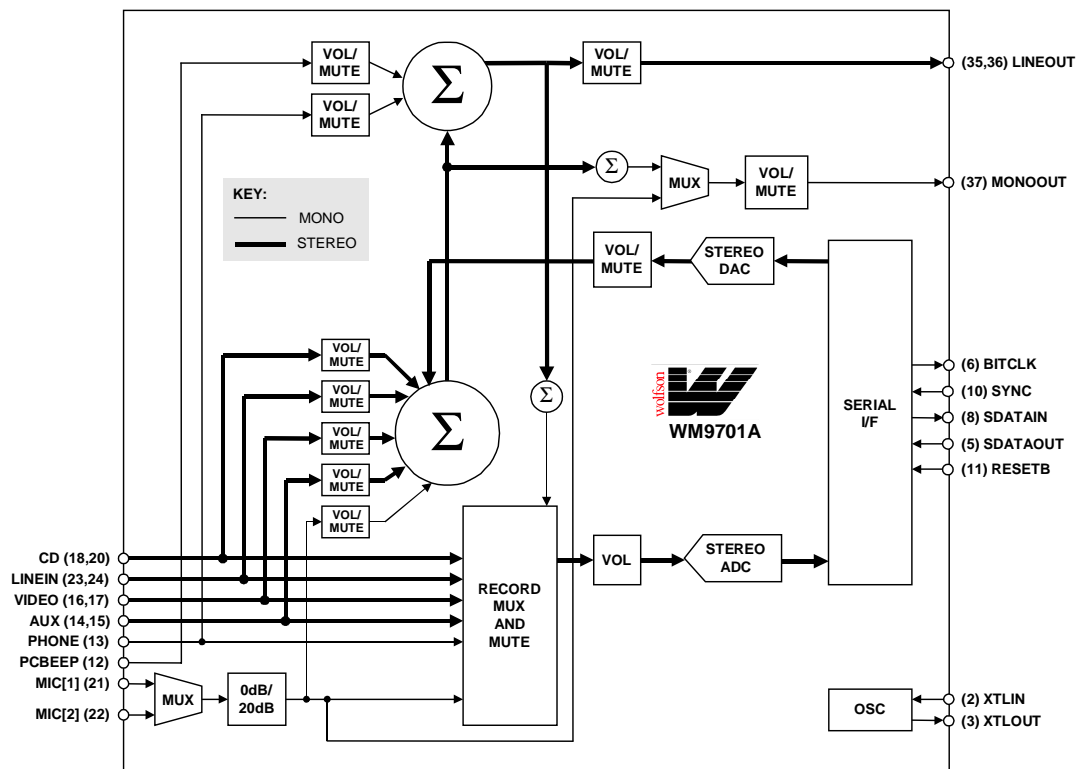 VOL/
MUTE
VOL/
MUTE
Σ
VOL/
MUTE
(35,36) LINEOUT
KEY:
MONO
STEREO
Σ
MUX
VOL/
MUTE
(37) MONOOUT
VOL/
MUTE
STEREO
DAC
VOL/
MUTE
VOL/
MUTE
VOL/
MUTE
VOL/
MUTE
VOL/
MUTE
Σ
Σ
wolfson
®
WM9701A
SERIAL
I/F
(6) BITCLK
(10) SYNC
(8) SDATAIN
(5) SDATAOUT
(11) RESETB
CD (18,20)
LINEIN (23,24)
VIDEO (16,17)
AUX (14,15)
PHONE (13)
PCBEEP (12)
MIC[1] (21)
MIC[2] (22)
MUX
0dB/
20dB
RECORD
MUX
AND
MUTE
VOL
STEREO
ADC
OSC
(2) XTLIN
(3) XTLOUT